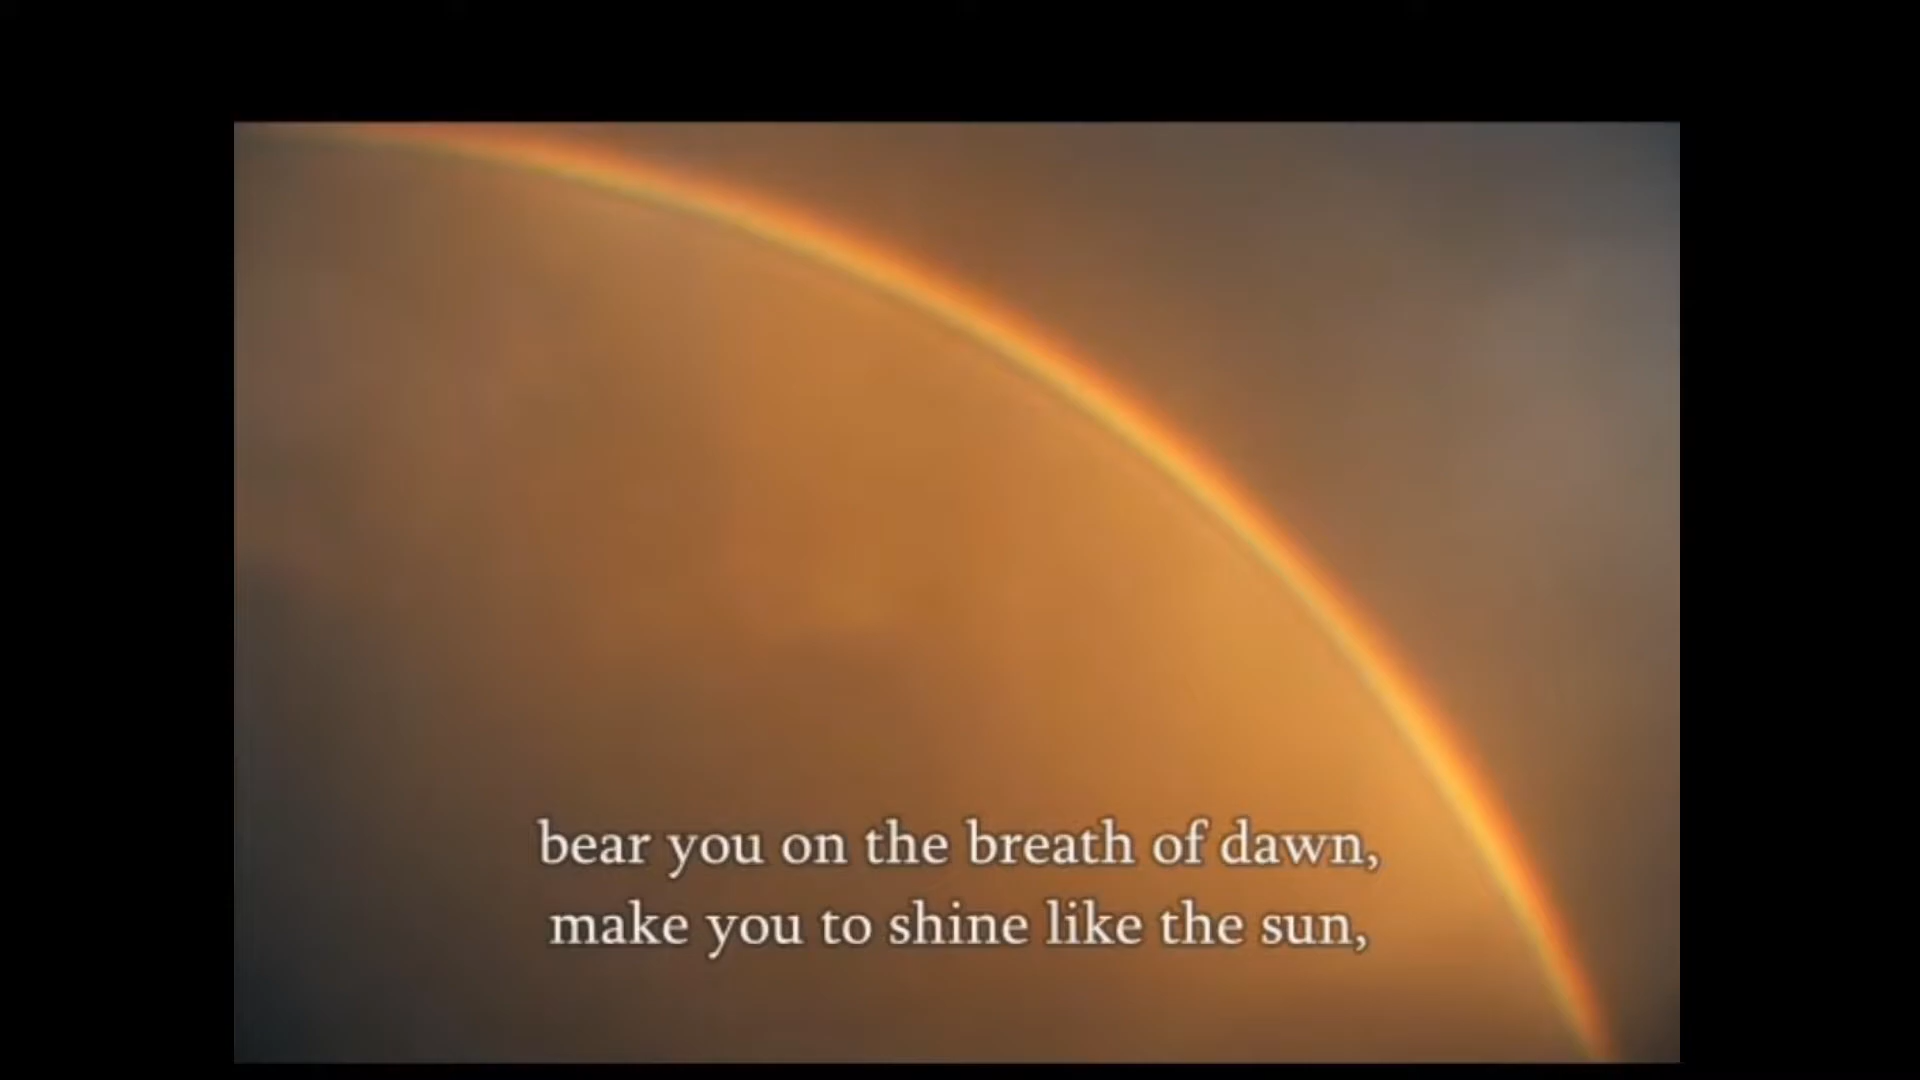 bear you on the breath of dawn,
make you to shine like the sun,